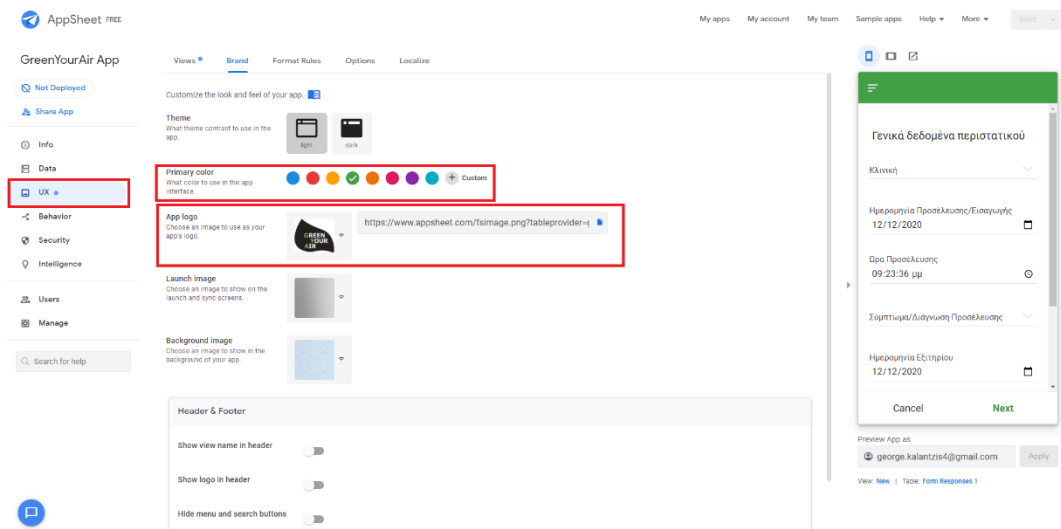 AppSheet FREE
My apps My account My team Sample apps Help More SAVE
GreenYourAir App
Not Deployed
Share App
Info
Data
UX
Behavior
Security
Intelligence
Users
Manage
Search for help
Views Brand Format Rules Options Localize
Customize the look and feel of your app.
Theme
What theme contrast to use in the
app.
light dark
Primary color
What color to use in the app
interface.
Custom
App logo
Choose an image to use as your
app's logo.
GREEN
YOUR
AIR
https://www.appsheet.com/fsimage.png?tableprovider=g
Launch image
Choose an image to show on the
launch and sync screens.
Background image
Choose an image to show in the
background of your app.
Header & Footer
Show view name in header
Show logo in header
Hide menu and search buttons
Γενικά δεδομένα περιστατικού
Κλινική
Ημερομηνία Προσέλευσης/Εισαγωγής
12/12/2020
Ώρα Προσέλευσης
09:23:36 μμ
Σύμπτωμα/Διάγνωση Προσέλευσης
Ημερομηνία Εξιτηρίου
12/12/2020
Cancel Next
Preview App as
george.kalantzis4@gmail.com Apply
View: New | Table: Form Responses 1